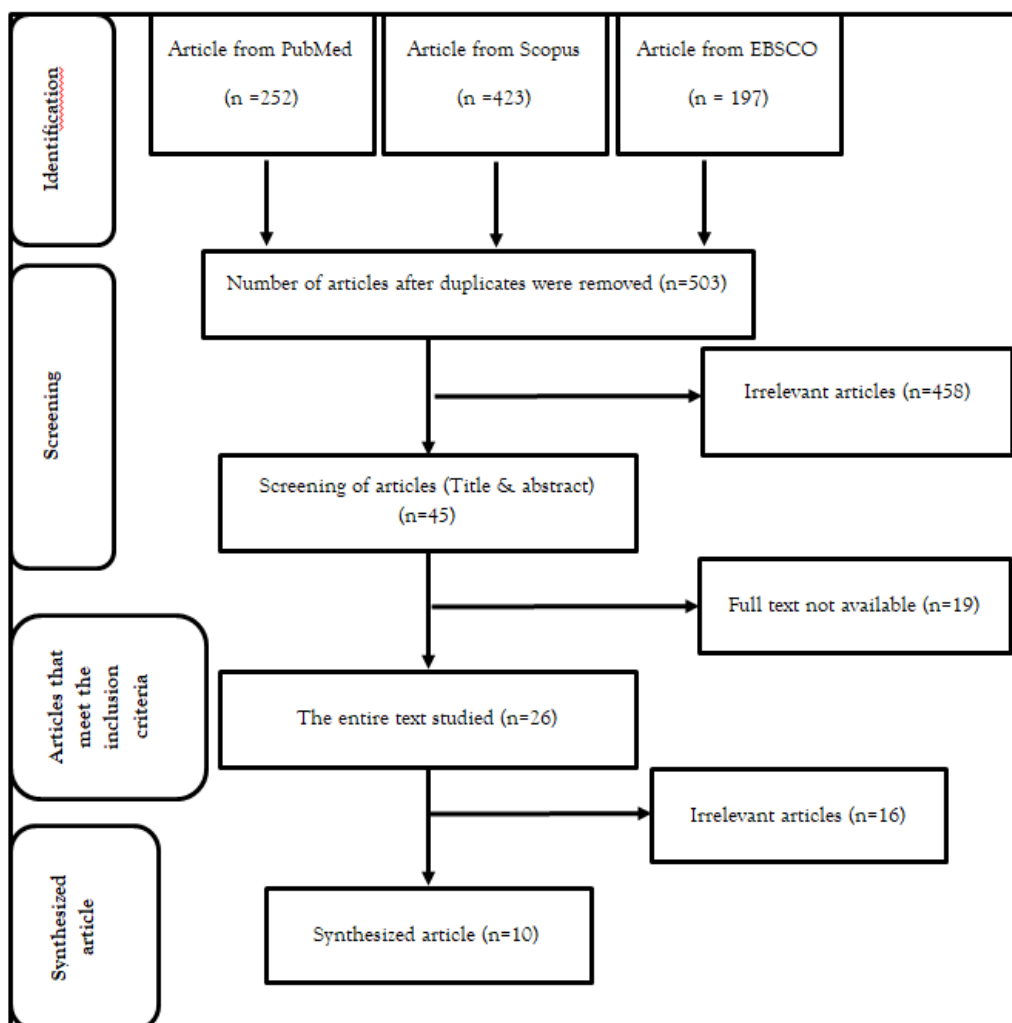 Identification
Article from PubMed
(n =252)
Article from Scopus
(n =423)
Article from EBSCO
(n = 197)
Number of articles after duplicates were removed (n=503)
Screening
Irrelevant articles (n=458)
Screening of articles (Title & abstract)
(n=45)
Full text not available (n=19)
Articles that
meet the
inclusion
criteria
The entire text studied (n=26)
Irrelevant articles (n=16)
Synthesized
article
Synthesized article (n=10)